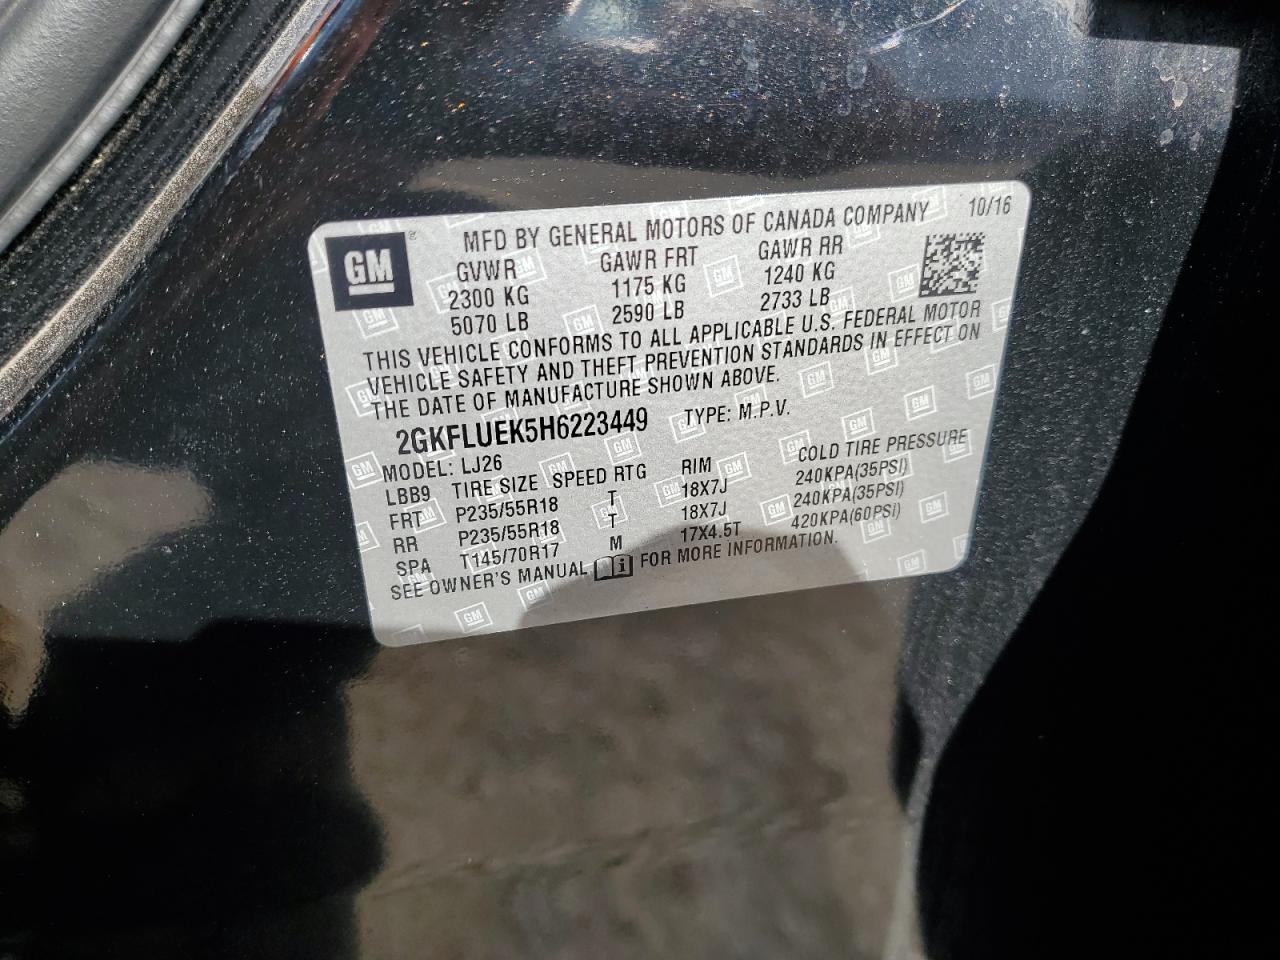 GM
MFD BY GENERAL MOTORS OF CANADA COMPANY 10/16
GVWR GAWR FRT GAWR RR
2300 KG 1175 KG 1240 KG
5070 LB 2590 LB 2733 LB
THIS VEHICLE CONFORMS TO ALL APPLICABLE U.S. FEDERAL MOTOR
VEHICLE SAFETY AND THEFT PREVENTION STANDARDS IN EFFECT ON
THE DATE OF MANUFACTURE SHOWN ABOVE.
2GKFLUEK5H6223449 TYPE: M.P.V.
MODEL: LJ26
LBB9 TIRE SIZE SPEED RTG RIM COLD TIRE PRESSURE
FRT P235/55R18 T 18X7J 240KPA(35PSI)
RR P235/55R18 T 18X7J 240KPA(35PSI)
SPA T145/70R17 M 17X4.5T 420KPA(60PSI)
SEE OWNER'S MANUAL i FOR MORE INFORMATION.